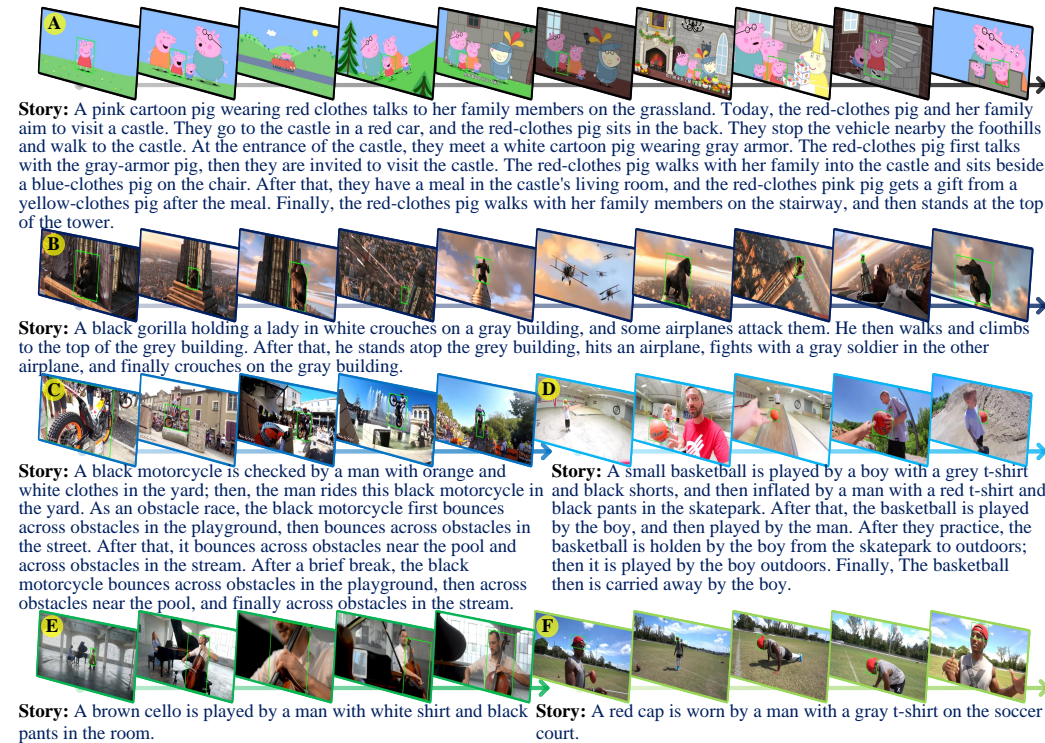 A
Story: A pink cartoon pig wearing red clothes talks to her family members on the grassland. Today, the red-clothes pig and her family
aim to visit a castle. They go to the castle in a red car, and the red-clothes pig sits in the back. They stop the vehicle nearby the foothills
and walk to the castle. At the entrance of the castle, they meet a white cartoon pig wearing gray armor. The red-clothes pig first talks
with the gray-armor pig, then they are invited to visit the castle. The red-clothes pig walks with her family into the castle and sits beside
a blue-clothes pig on the chair. After that, they have a meal in the castle's living room, and the red-clothes pink pig gets a gift from a
yellow-clothes pig after the meal. Finally, the red-clothes pig walks with her family members on the stairway, and then stands at the top
of the tower.
B
Story: A black gorilla holding a lady in white crouches on a gray building, and some airplanes attack them. He then walks and climbs
to the top of the grey building. After that, he stands atop the grey building, hits an airplane, fights with a gray soldier in the other
airplane, and finally crouches on the gray building.
C
Story: A black motorcycle is checked by a man with orange and
white clothes in the yard; then, the man rides this black motorcycle in
the yard. As an obstacle race, the black motorcycle first bounces
across obstacles in the playground, then bounces across obstacles in
the street. After that, it bounces across obstacles near the pool and
across obstacles in the stream. After a brief break, the black
motorcycle bounces across obstacles in the playground, then across
obstacles near the pool, and finally across obstacles in the stream.
D
Story: A small basketball is played by a boy with a grey t-shirt
and black shorts, and then inflated by a man with a red t-shirt and
black pants in the skatepark. After that, the basketball is played
by the boy, and then played by the man. After they practice, the
basketball is holden by the boy from the skatepark to outdoors;
then it is played by the boy outdoors. Finally, The basketball
then is carried away by the boy.
E
Story: A brown cello is played by a man with white shirt and black
pants in the room.
F
Story: A red cap is worn by a man with a gray t-shirt on the soccer
court.